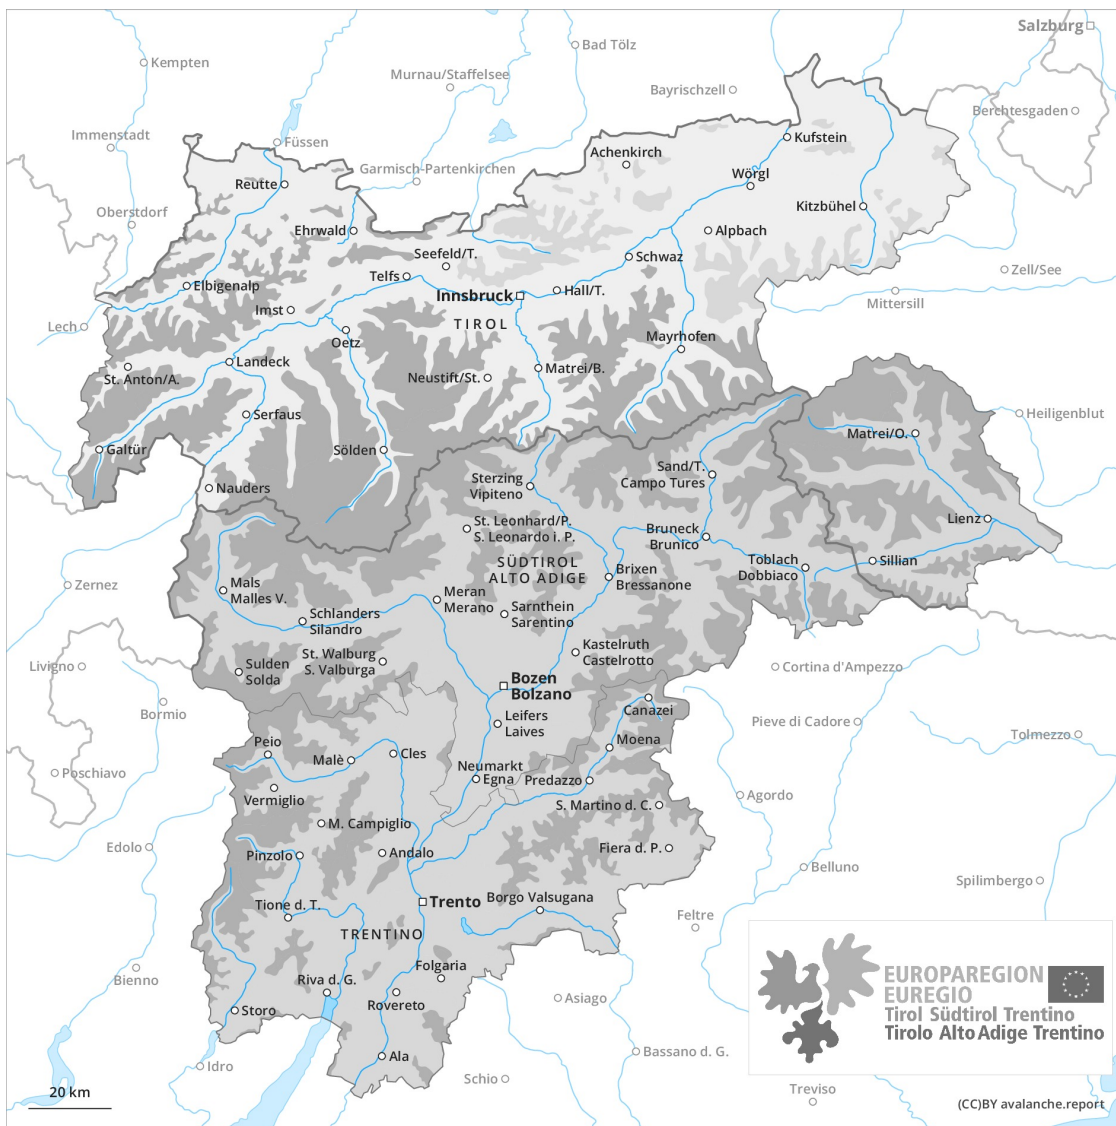 Salzburg
Bad Tölz
Kempten
Murnau/Staffelsee
Bayrischzell
Berchtesgaden
Immenstadt
Füssen
Kufstein
Achenkirch
Garmisch-Partenkirchen
Wörgl
Reutte
Oberstdorf
Kitzbühel
Ehrwald
Alpbach
Seefeld/T.
Schwaz
Zell/See
Telfs
Elbigenalp
Hall/T.
Innsbruck
Mittersill
Imst
TIROL
Lech
Oetz
Mayrhofen
Landeck
Matrei/B.
St. Anton/A.
Neustift/St.
Serfaus
Heiligenblut
Matrei/O.
Galtür
Sölden
Sand/T.
Campo Tures
Sterzing
Vipiteno
Nauders
Lienz
St. Leonhard/P.
S. Leonardo i. P.
Bruneck
Brunico
SÜDTIROL
ALTO ADIGE
Toblach
Dobbiaco
Sillian
Brixen
Bressanone
Zernez
Mals
Malles V.
Meran
Merano
Schlanders
Silandro
Sarnthein
Sarentino
Kastelruth
Castelrotto
St. Walburg
S. Valburga
Livigno
Sulden
Solda
Cortina d'Ampezzo
Bozen
Bolzano
Canazei
Bormio
Leifers
Laives
Pieve di Cadore
Tolmezzo
Peio
Moena
Cles
Malè
Poschiavo
Neumarkt
Egna
Predazzo
Vermiglio
Agordo
S. Martino d. C.
M. Campiglio
Edolo
Pinzolo
Andalo
Fiera d. P.
Belluno
Spilimbergo
Trento
Borgo Valsugana
Tione d. T.
Feltre
TRENTINO
Folgaria
Bienno
Riva d. G.
Rovereto
Asiago
Storo
EUROPAREGION
EUREGIO
Tirol Südtirol Trentino
Tirolo Alto Adige Trentino
Ala
Bassano d. G.
Idro
Schio
Treviso
20 km
(CC)BY avalanche.report